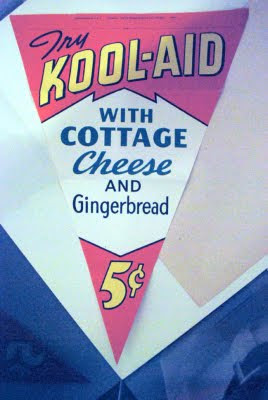 Try
KOOL-AID
WITH
COTTAGE
Cheese
AND
Gingerbread
5¢